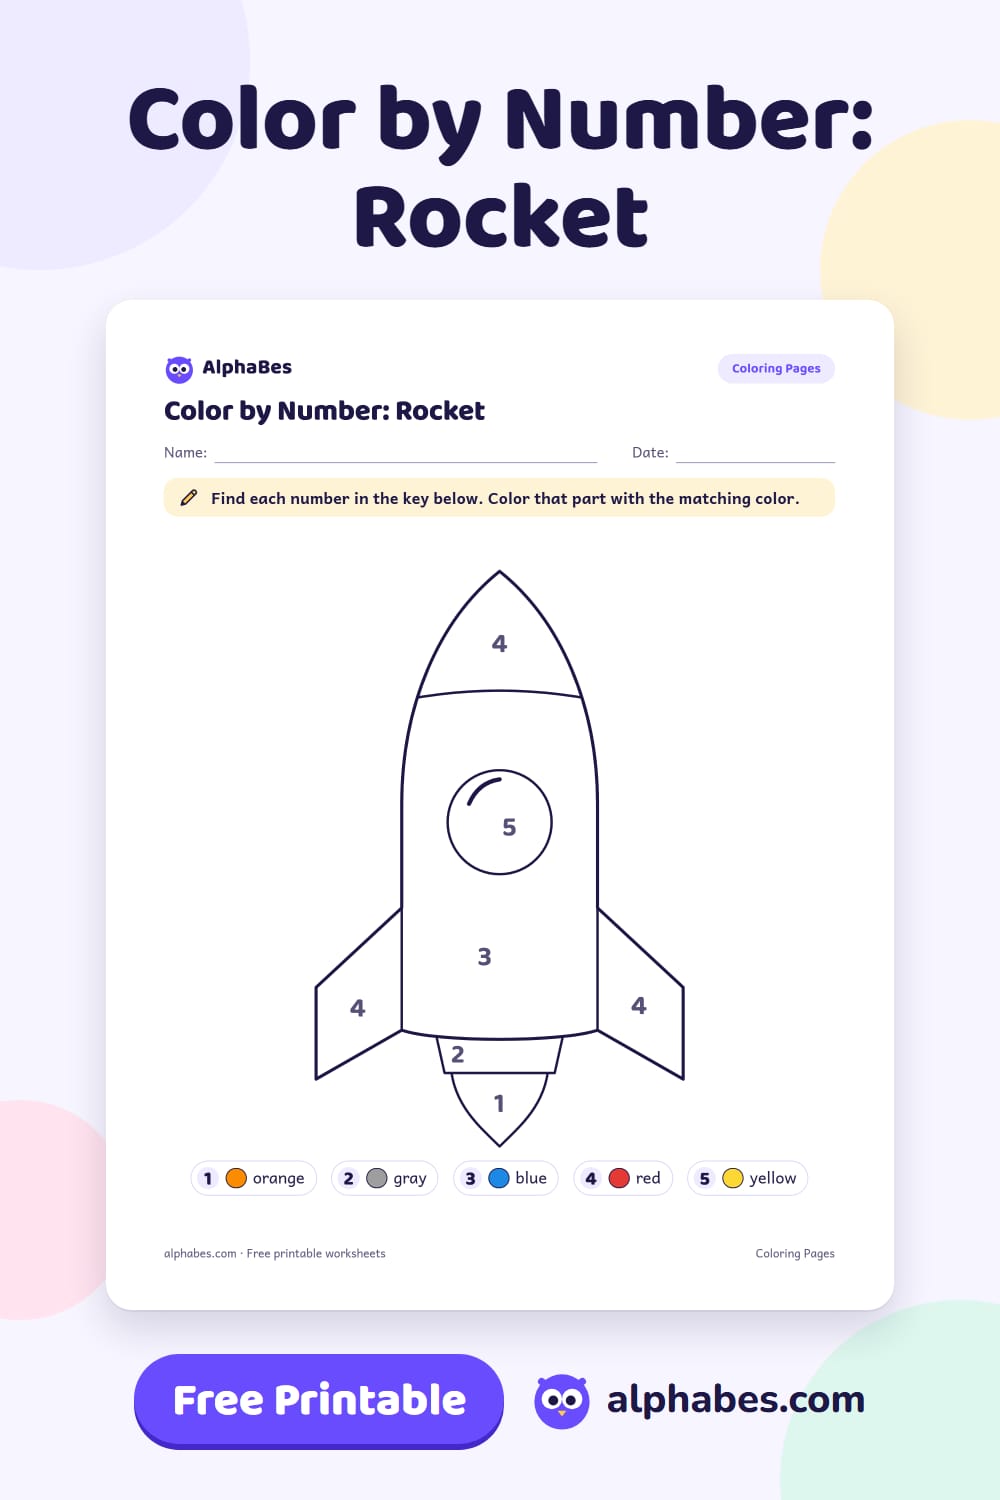 Color by Number:
Rocket
AlphaBes
Coloring Pages
Color by Number: Rocket
Name:
Date:
Find each number in the key below. Color that part with the matching color.
4
5
3
4
4
2
1
1 orange
2 gray
3 blue
4 red
5 yellow
alphabes.com · Free printable worksheets
Coloring Pages
Free Printable
alphabes.com